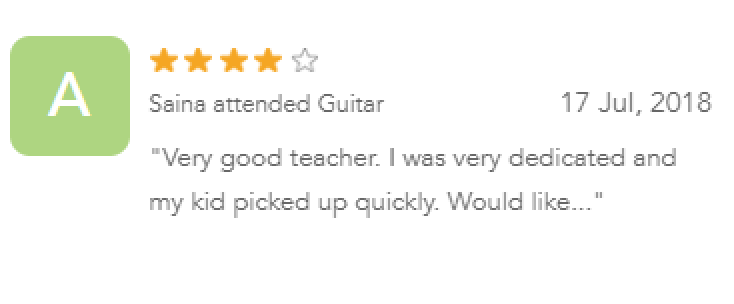 A
Saina attended Guitar
17 Jul, 2018
"Very good teacher. I was very dedicated and
my kid picked up quickly. Would like..."